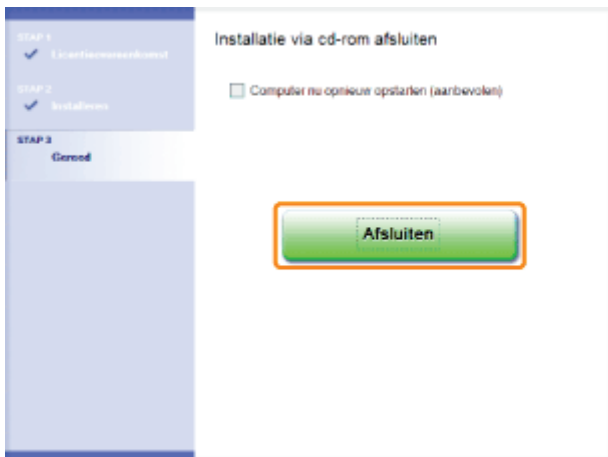 STAP 1
Licentieovereenkomst
STAP 2
Installeren
STAP 3
Gereed
Installatie via cd-rom afsluiten
Computer nu opnieuw opstarten (aanbevolen)
Afsluiten